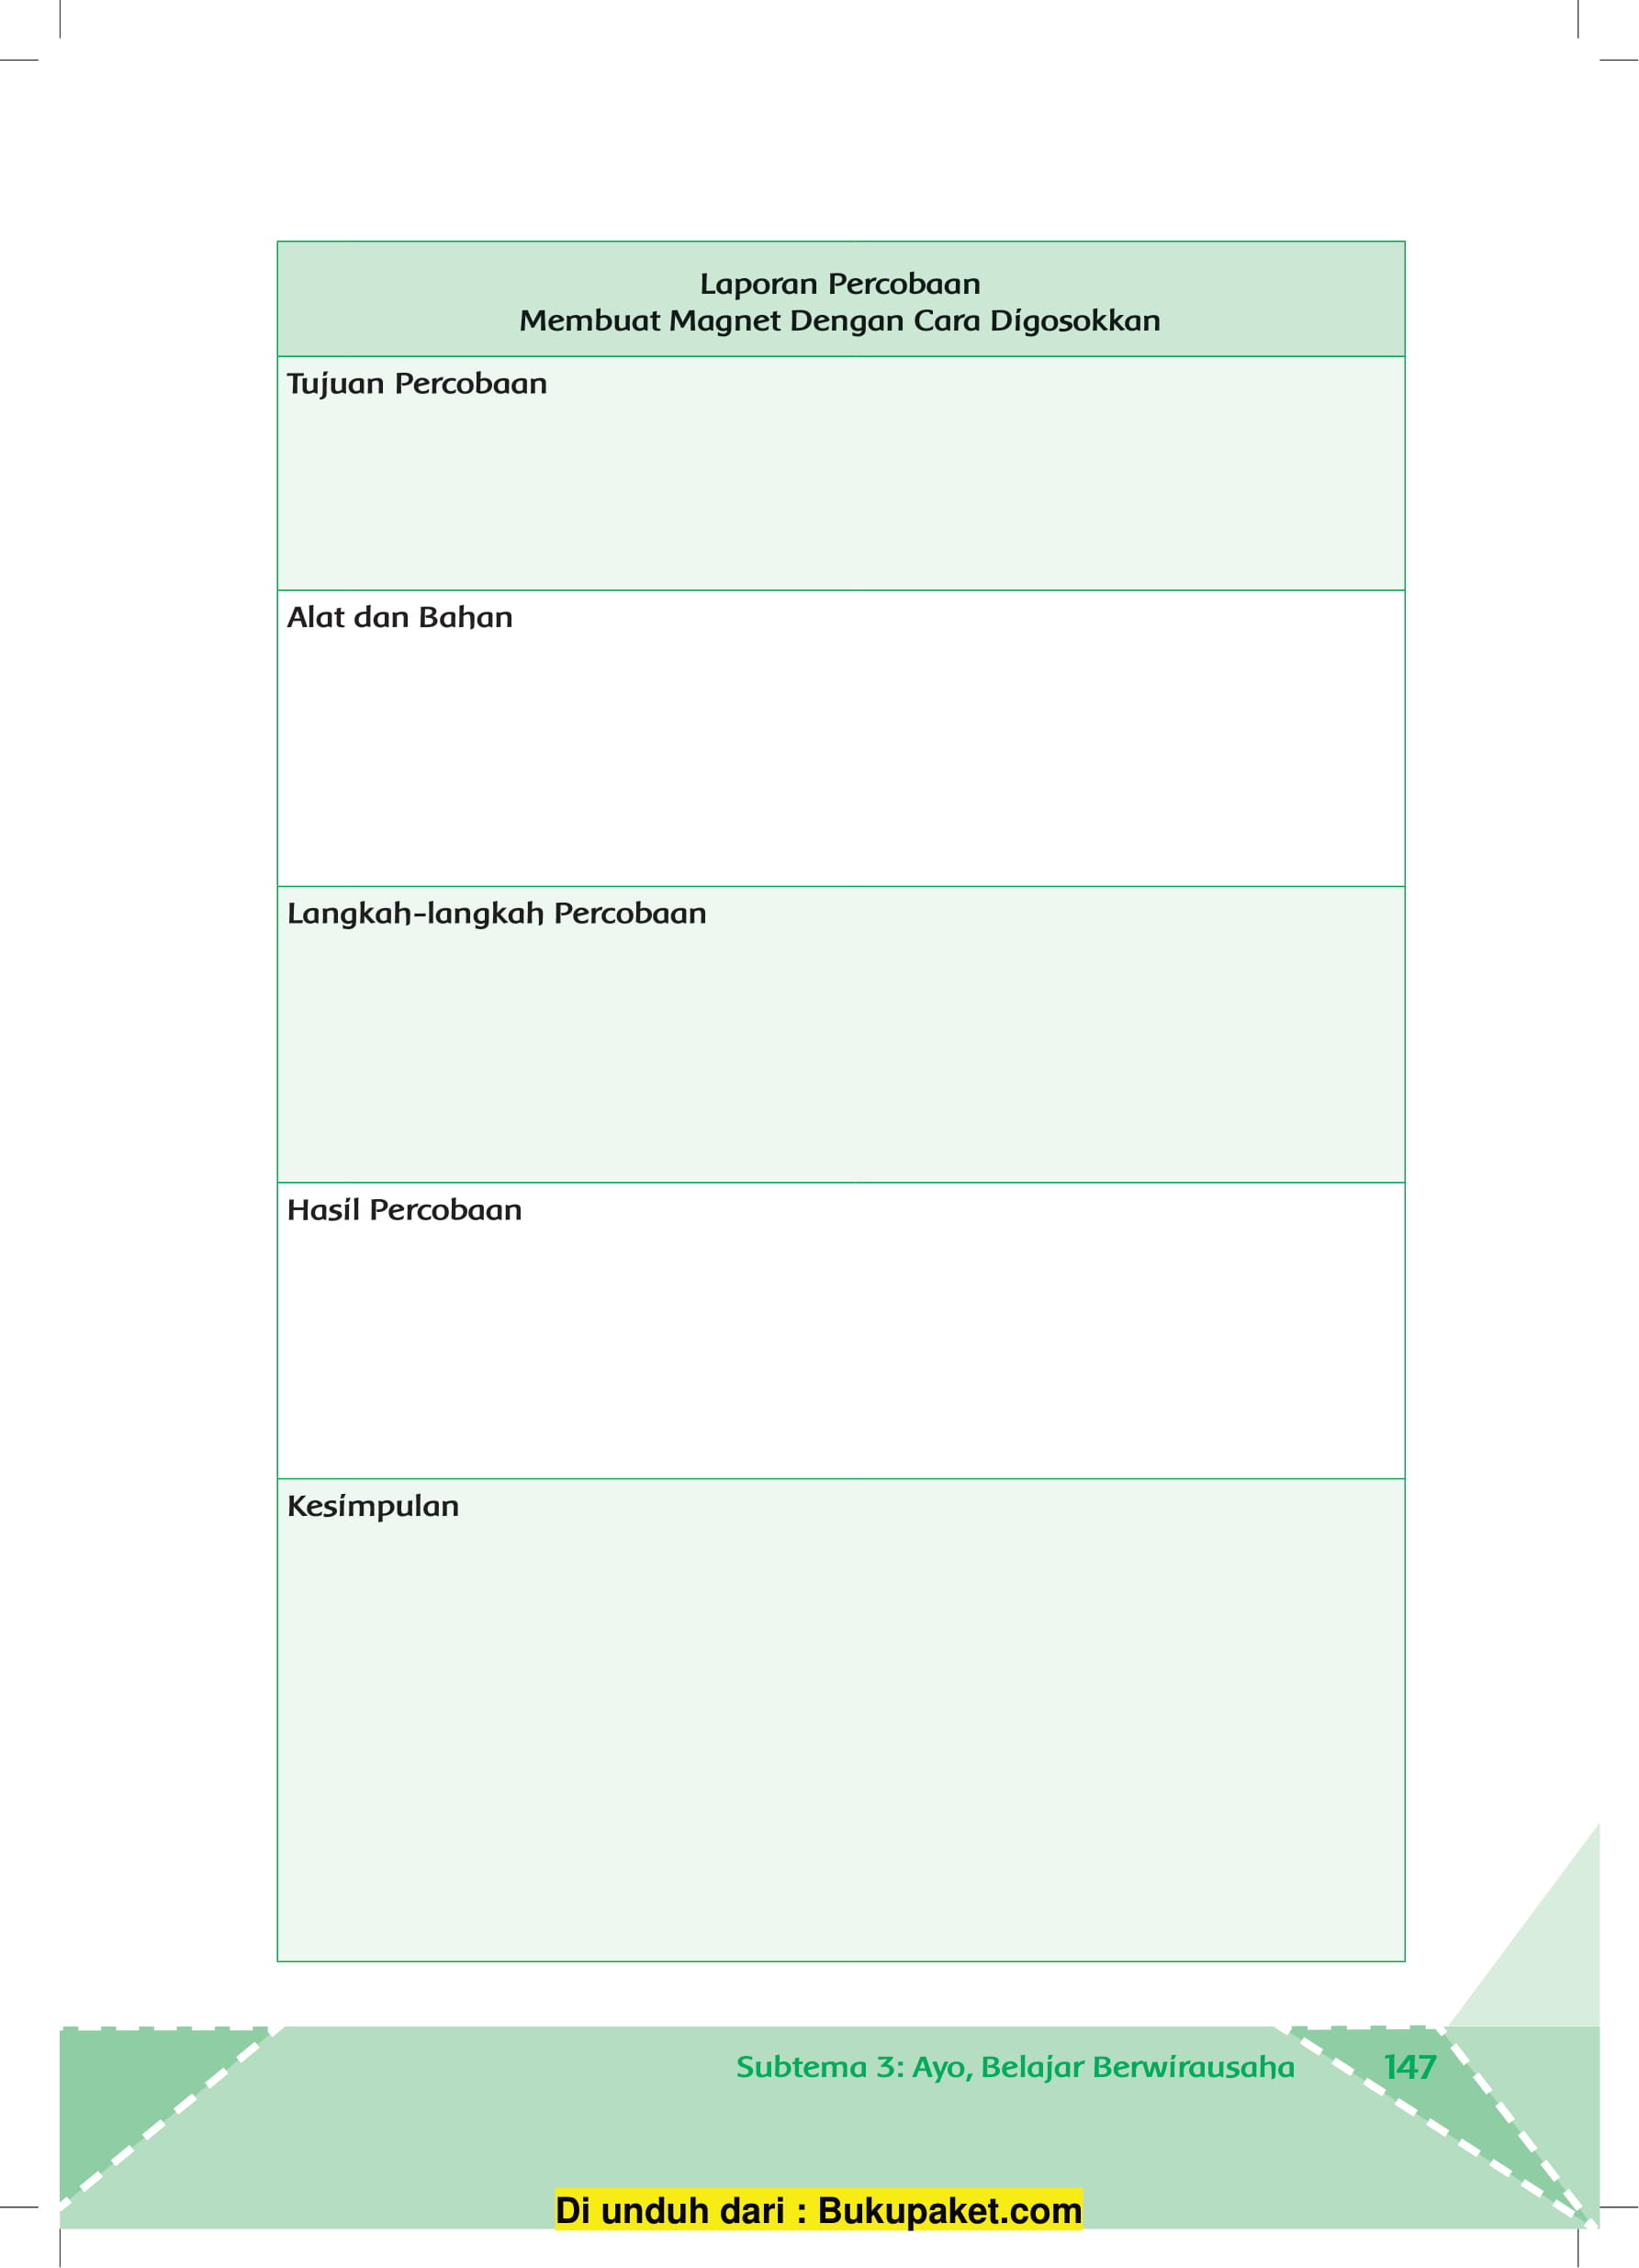 Laporan Percobaan
Membuat Magnet Dengan Cara Digosokkan
Tujuan Percobaan
Alat dan Bahan
Langkah-langkah Percobaan
Hasil Percobaan
Kesimpulan
Subtema 3: Ayo, Belajar Berwirausaha 147
Di unduh dari : Bukupaket.com